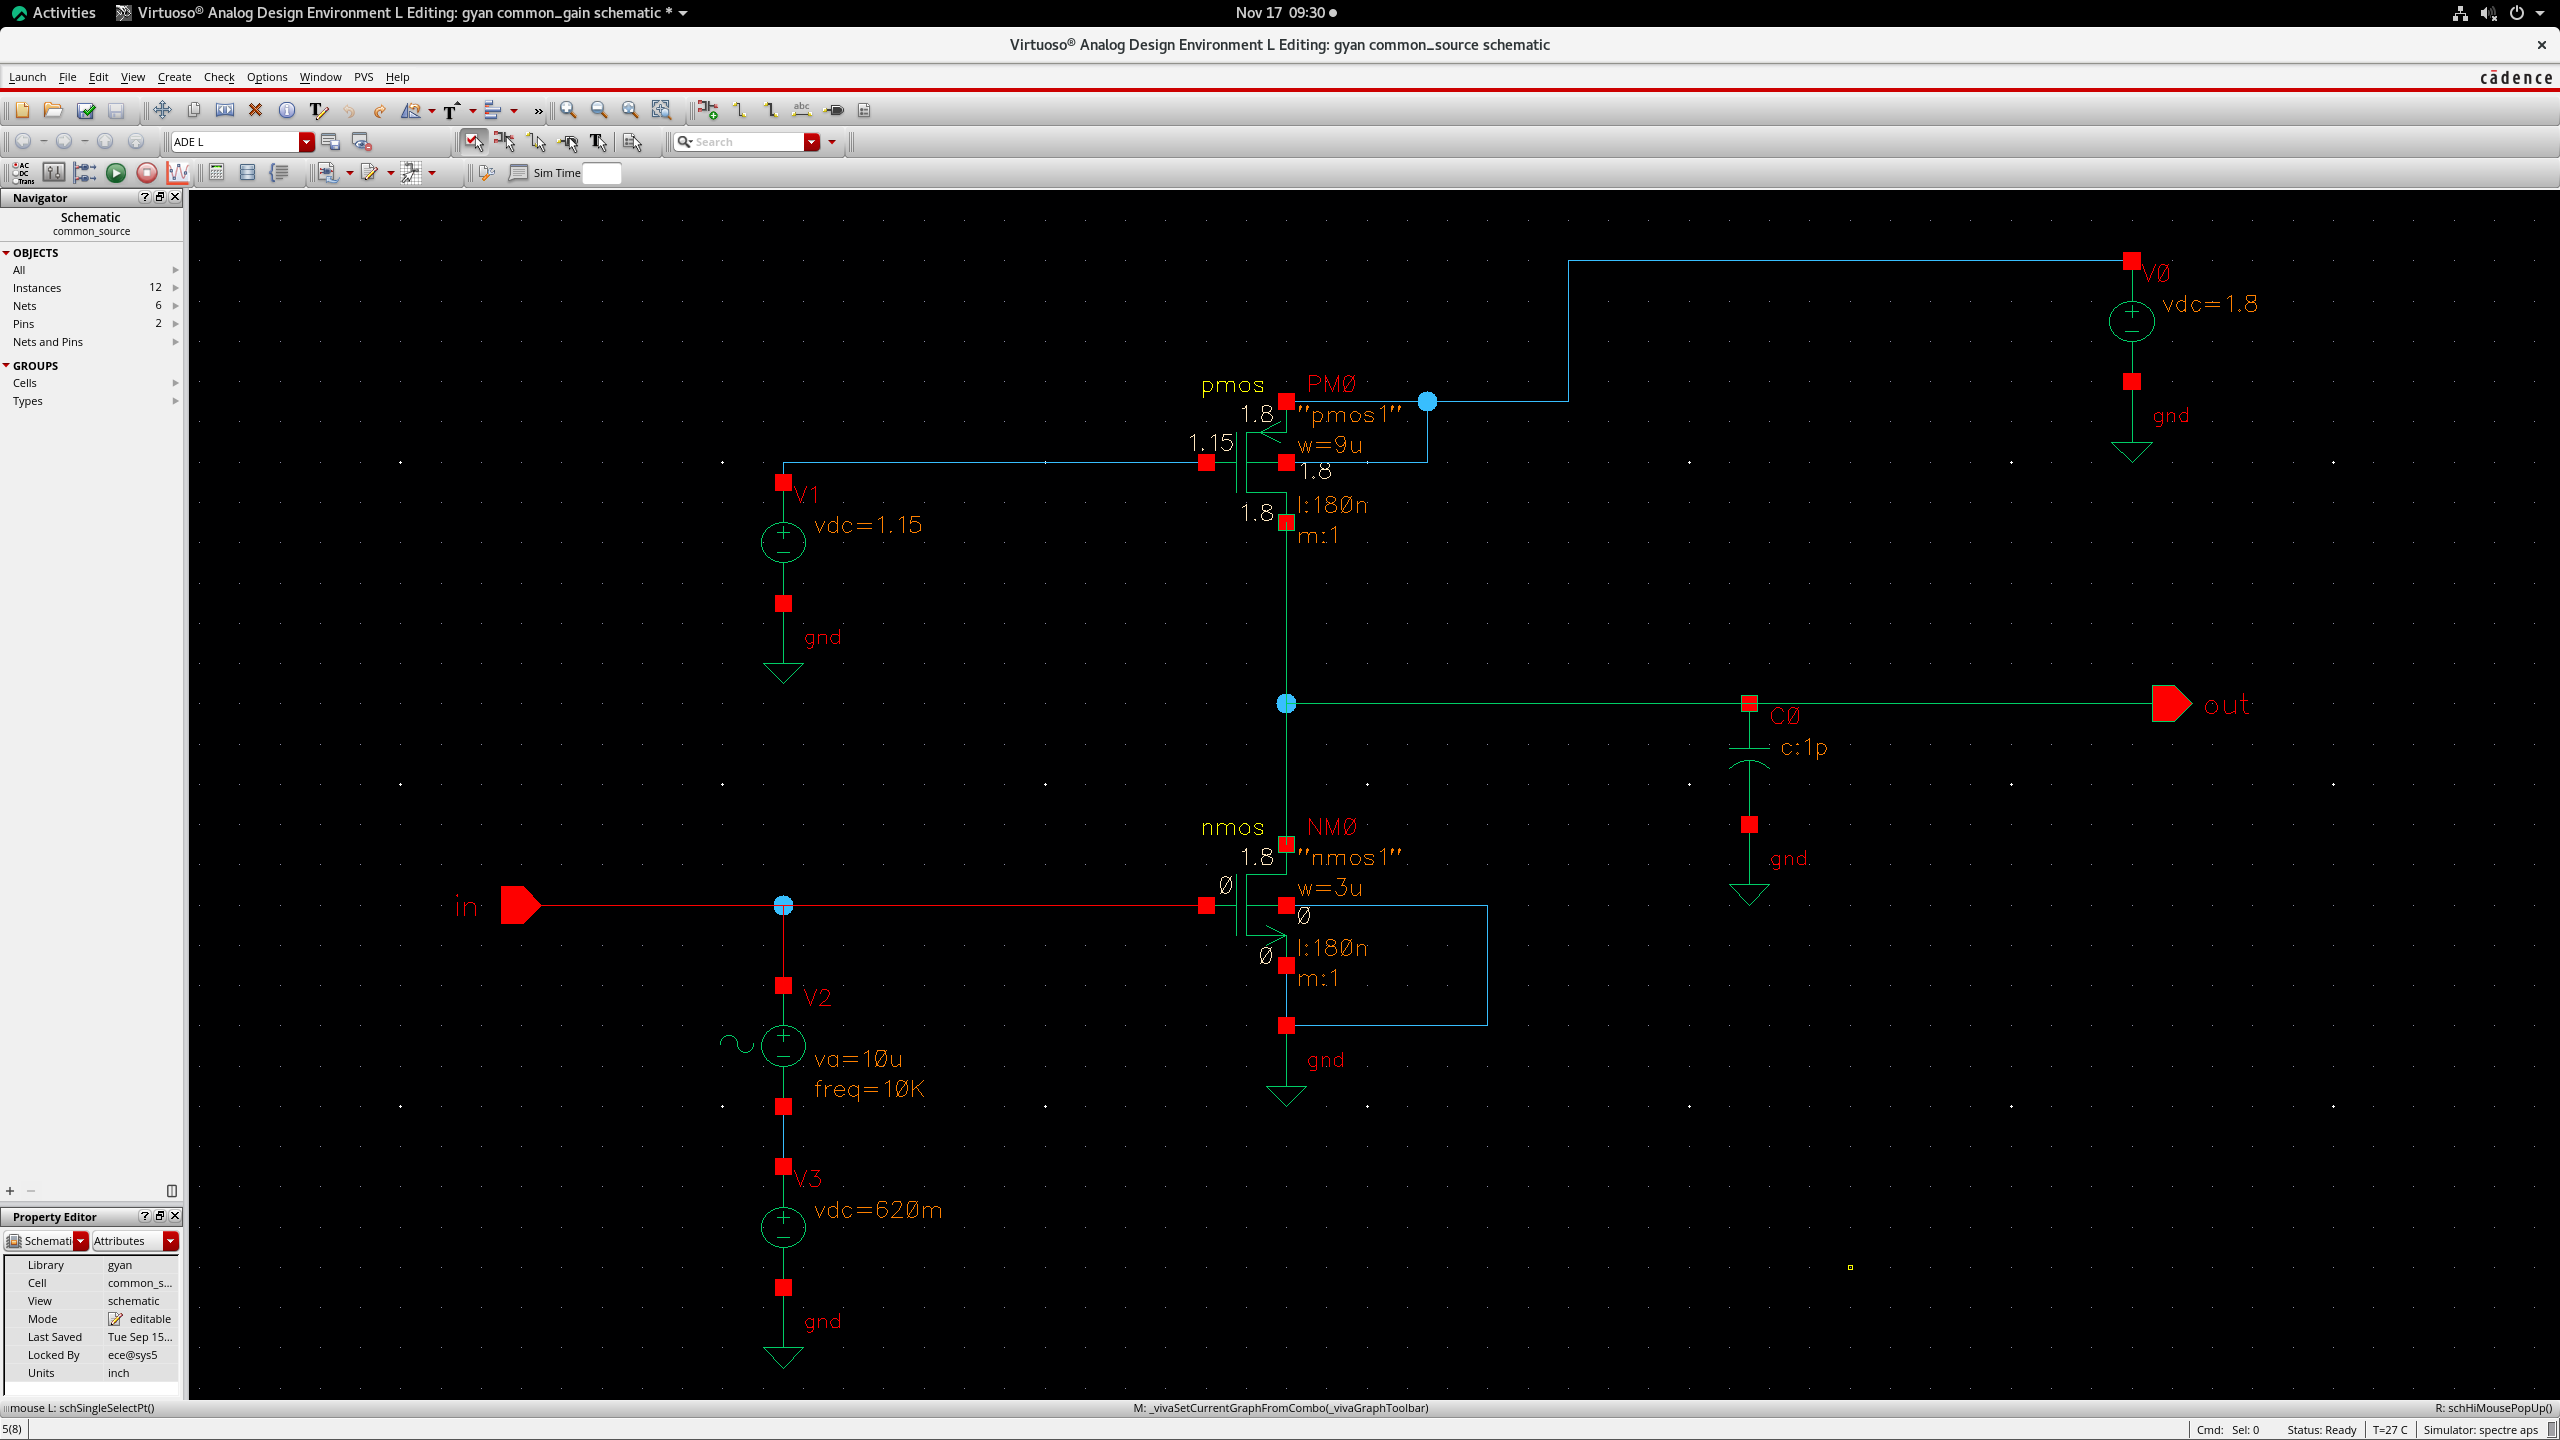 Activities Virtuoso® Analog Design Environment L Editing: gyan common_gain schematic * Nov 17 09:30
Virtuoso® Analog Design Environment L Editing: gyan common_source schematic
Launch File Edit View Create Check Options Window PVS Help cādence
abc
ADE L Search
AC
DC
Trans
Sim Time
Navigator
Schematic
common_source
OBJECTS
All
Instances 12
Nets 6
Pins 2
Nets and Pins
GROUPS
Cells
Types
V0
vdc=1.8
gnd
pmos PM0
1.8 "pmos1"
1.15 w=9u
1.8
1.8 l:180n
m:1
V1
vdc=1.15
gnd
out
C0
c:1p
gnd
nmos NM0
1.8 "nmos1"
0 w=3u
0
0 l:180n
m:1
gnd
in
V2
va=10u
freq=10K
V3
vdc=620m
gnd
Property Editor
Schemati Attributes
Library gyan
Cell common_s...
View schematic
Mode editable
Last Saved Tue Sep 15...
Locked By ece@sys5
Units inch
mouse L: schSingleSelectPt() M: _vivaSetCurrentGraphFromCombo(_vivaGraphToolbar) R: schHiMousePopUp()
5(8) Cmd: Sel: 0 Status: Ready T=27 C Simulator: spectre aps